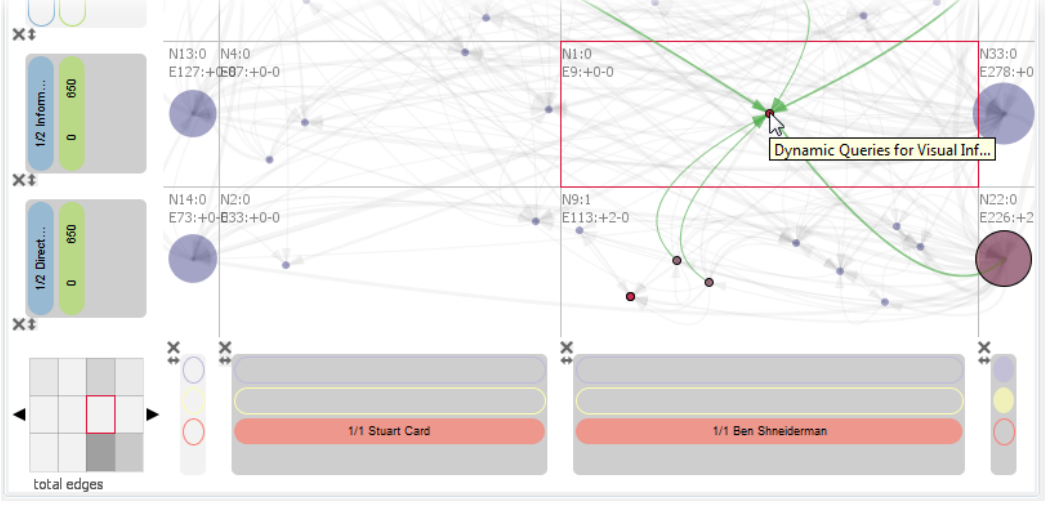 N13:0
E127:+0-0
N4:0
E87:+0-0
N1:0
E9:+0-0
N33:0
E278:+0
1/2 Inform...
0 650
Dynamic Queries for Visual Inf...
N14:0
E73:+0-0
N2:0
E33:+0-0
N9:1
E113:+2-0
N22:0
E226:+2
1/2 Direct...
0 650
1/1 Stuart Card
1/1 Ben Shneiderman
total edges